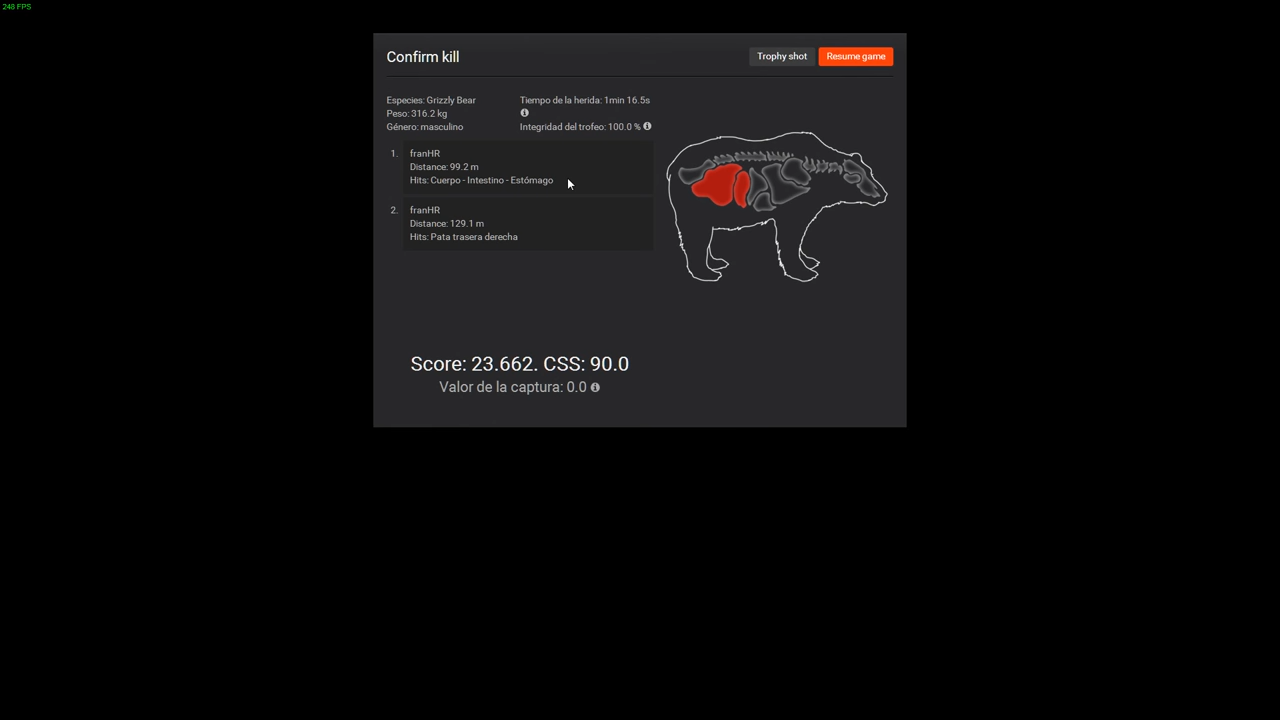 248 FPS
Confirm kill
Trophy shot
Resume game
Especies: Grizzly Bear
Peso: 316.2 kg
Género: masculino
Tiempo de la herida: 1min 16.5s
Integridad del trofeo: 100.0 %
1. franHR
Distance: 99.2 m
Hits: Cuerpo - Intestino - Estómago
2. franHR
Distance: 129.1 m
Hits: Pata trasera derecha
Score: 23.662. CSS: 90.0
Valor de la captura: 0.0